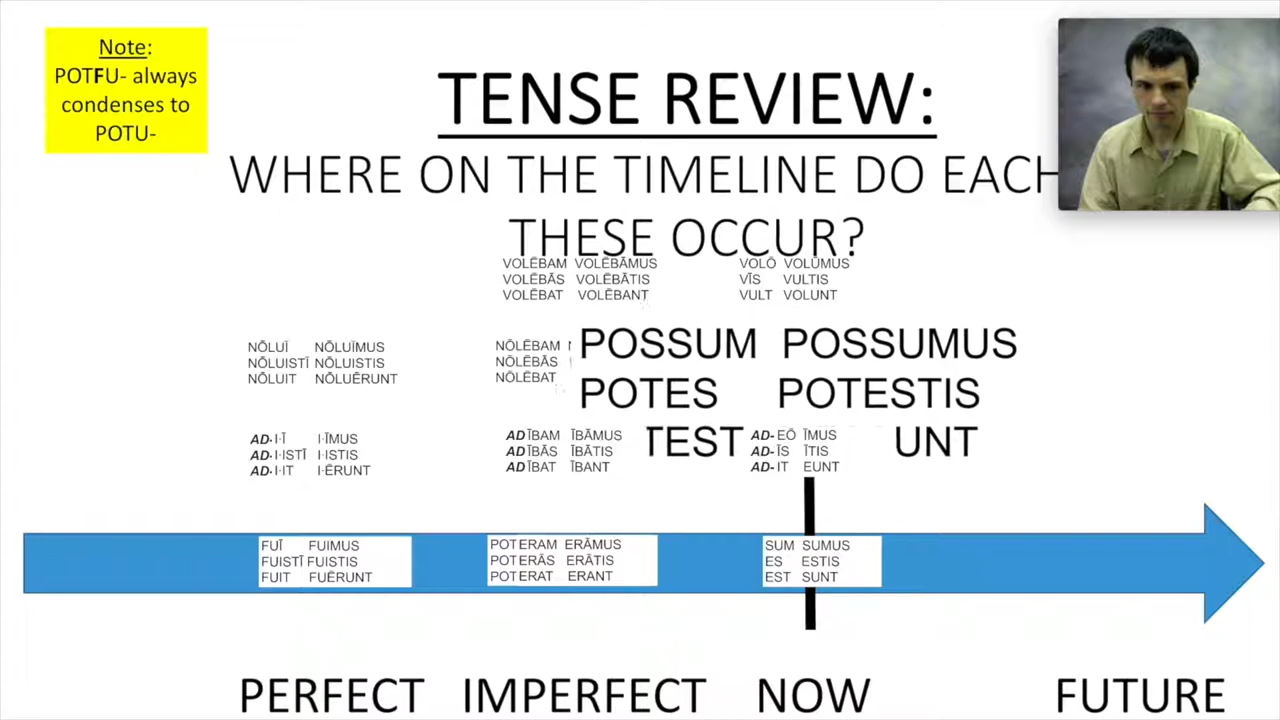 Note:
POTFU- always
condenses to
POTU-
TENSE REVIEW:
WHERE ON THE TIMELINE DO EACH
THESE OCCUR?
VOLĒBAM VOLĒBĀMUS
VOLĒBĀS VOLĒBĀTIS
VOLĒBAT VOLĒBANT
VOLŌ VOLŪMUS
VĪS VULTIS
VULT VOLUNT
NŌLUĪ NŌLUĪMUS
NŌLUISTĪ NŌLUISTIS
NŌLUIT NŌLUĒRUNT
NŌLĒBAM
NŌLĒBĀS
NŌLĒBAT
POSSUM POSSUMUS
POTES POTESTIS
TEST UNT
AD-I·Ī I·ĪMUS
AD-I·ISTĪ I·ISTIS
AD-I·IT I·ĒRUNT
ADĪBAM ĪBĀMUS
ADĪBĀS ĪBĀTIS
ADĪBAT ĪBANT
AD-EŌ ĪMUS
AD-ĪS ĪTIS
AD-IT EUNT
FUĪ FUIMUS
FUISTĪ FUISTIS
FUIT FUĒRUNT
POTERAM ERĀMUS
POTERĀS ERĀTIS
POTERAT ERANT
SUM SUMUS
ES ESTIS
EST SUNT
PERFECT IMPERFECT NOW FUTURE